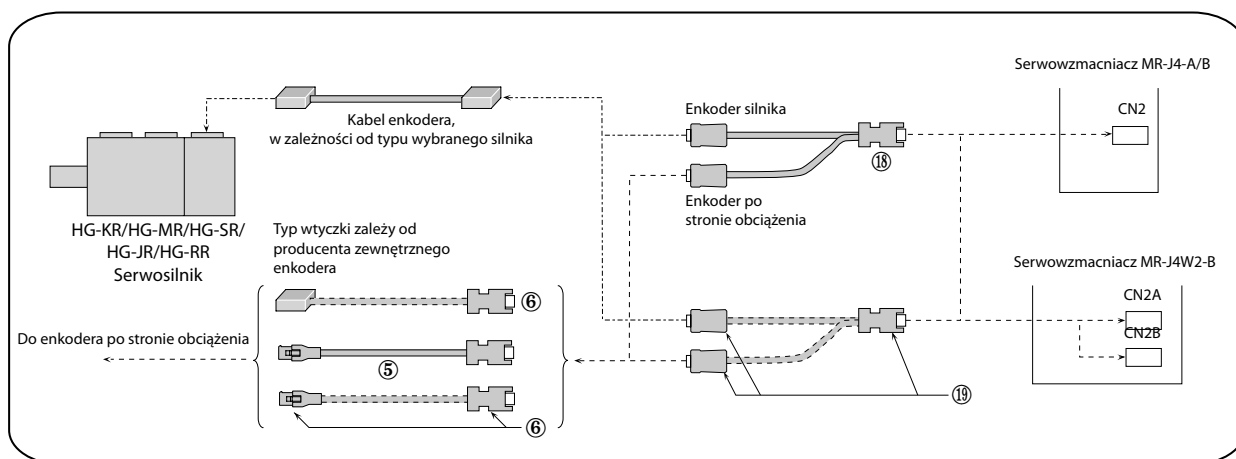 Serwowzmacniacz MR-J4-A/B
CN2
Enkoder silnika
Kabel enkodera,
w zależności od typu wybranego silnika
⑱
Enkoder po
stronie obciążenia
HG-KR/HG-MR/HG-SR/
HG-JR/HG-RR
Serwosilnik
Typ wtyczki zależy od
producenta zewnętrznego
enkodera
Serwowzmacniacz MR-J4W2-B
CN2A
CN2B
⑥
Do enkodera po stronie obciążenia
⑤
⑲
⑥